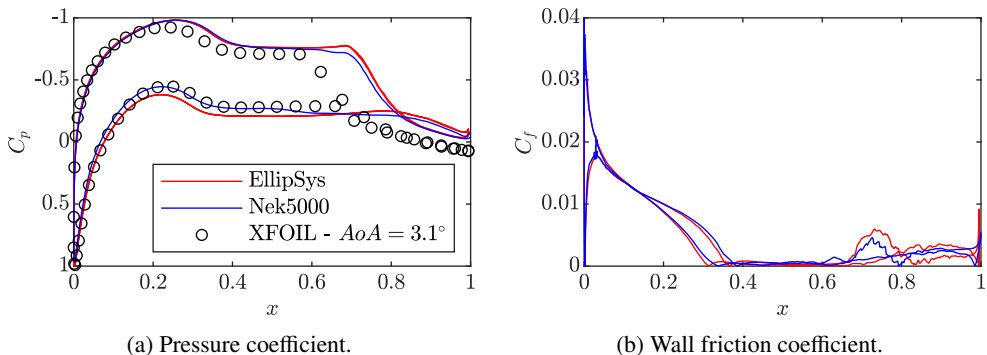 -1
-0.5
0
0.5
1
C_p
0 0.2 0.4 0.6 0.8 1
x
EllipSys
Nek5000
XFOIL - AoA = 3.1°
(a) Pressure coefficient.
0.04
0.03
0.02
0.01
0
C_f
0 0.2 0.4 0.6 0.8 1
x
(b) Wall friction coefficient.